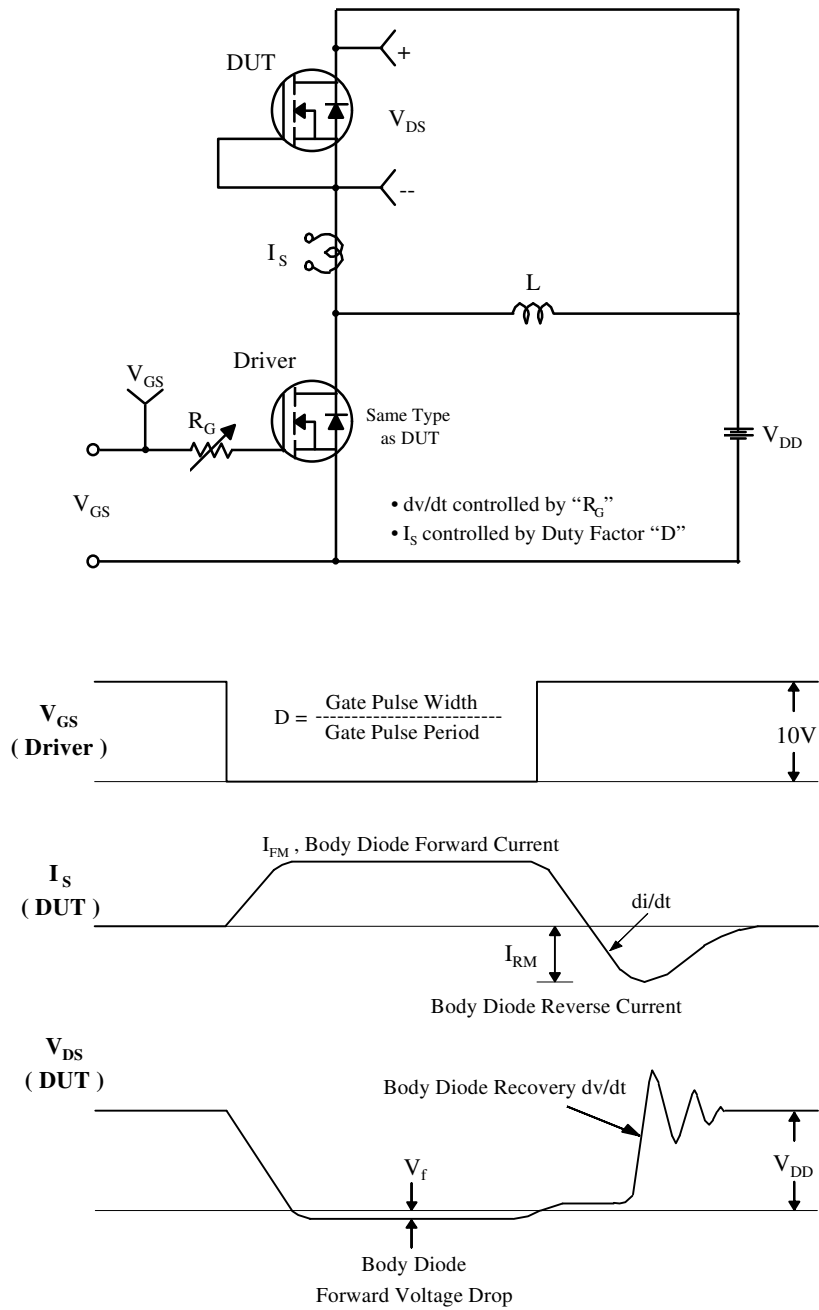 DUT
+
V_DS
--
I_S
L
Driver
V_GS
R_G
Same Type
as DUT
V_DD
V_GS
• dv/dt controlled by “R_G”
• I_S controlled by Duty Factor “D”
V_GS
( Driver )
D = Gate Pulse Width
--------------------------
Gate Pulse Period
10V
I_FM , Body Diode Forward Current
I_S
( DUT )
di/dt
I_RM
Body Diode Reverse Current
V_DS
( DUT )
Body Diode Recovery dv/dt
V_f
V_DD
Body Diode
Forward Voltage Drop